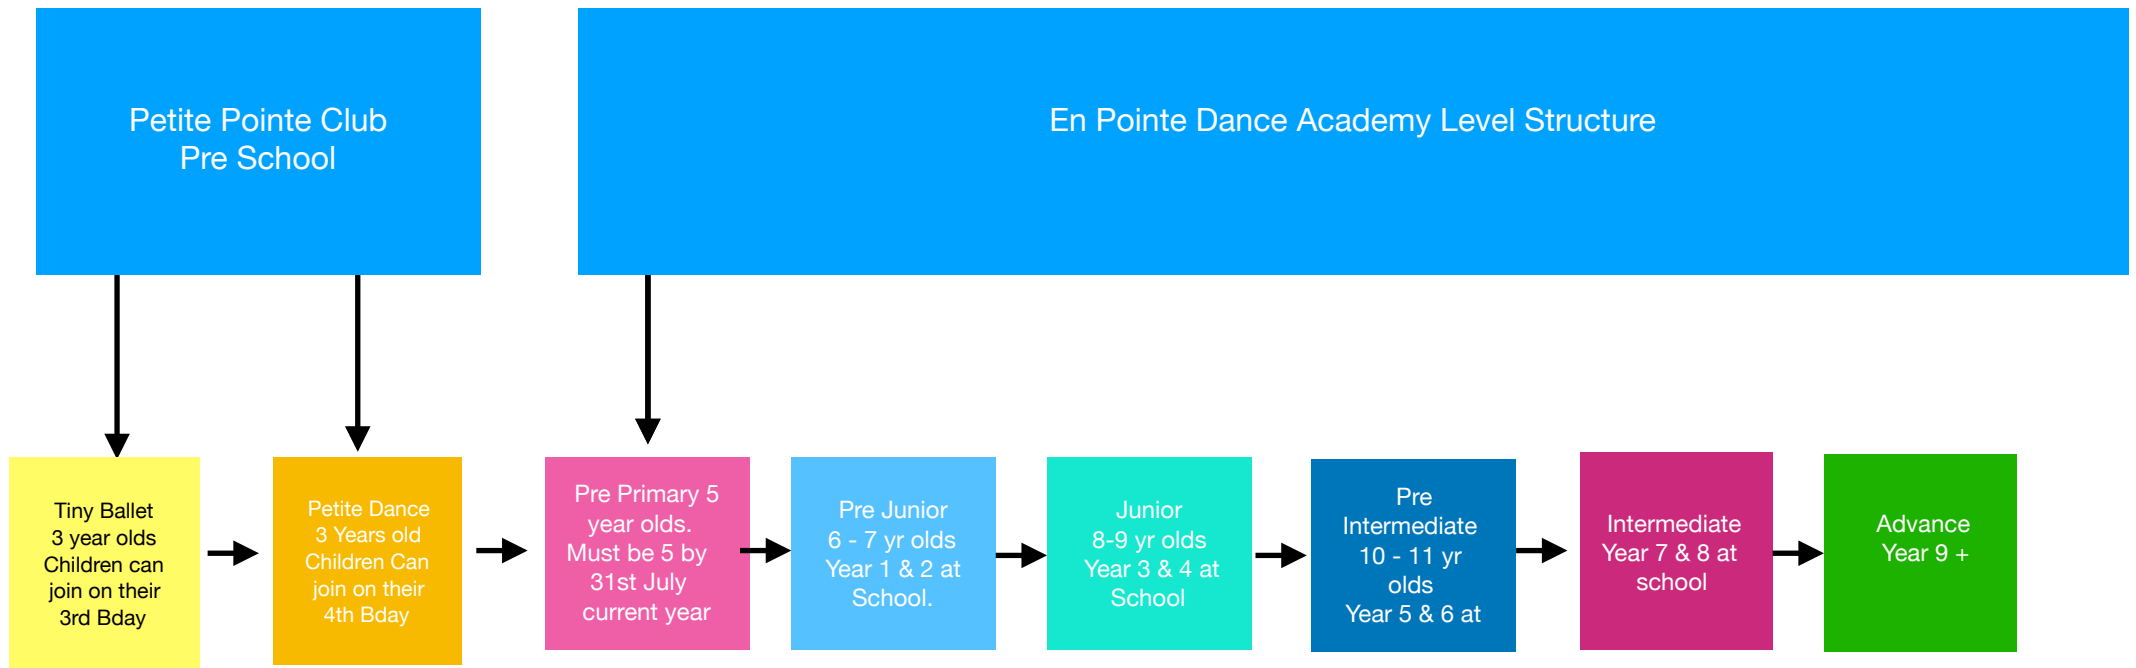 Petite Pointe Club
Pre School
En Pointe Dance Academy Level Structure
Tiny Ballet
3 year olds
Children can
join on their
3rd Bday
Petite Dance
3 Years old
Children Can
join on their
4th Bday
Pre Primary 5
year olds.
Must be 5 by
31st July
current year
Pre Junior
6 - 7 yr olds
Year 1 & 2 at
School.
Junior
8-9 yr olds
Year 3 & 4 at
School
Pre
Intermediate
10 - 11 yr
olds
Year 5 & 6 at
Intermediate
Year 7 & 8 at
school
Advance
Year 9 +